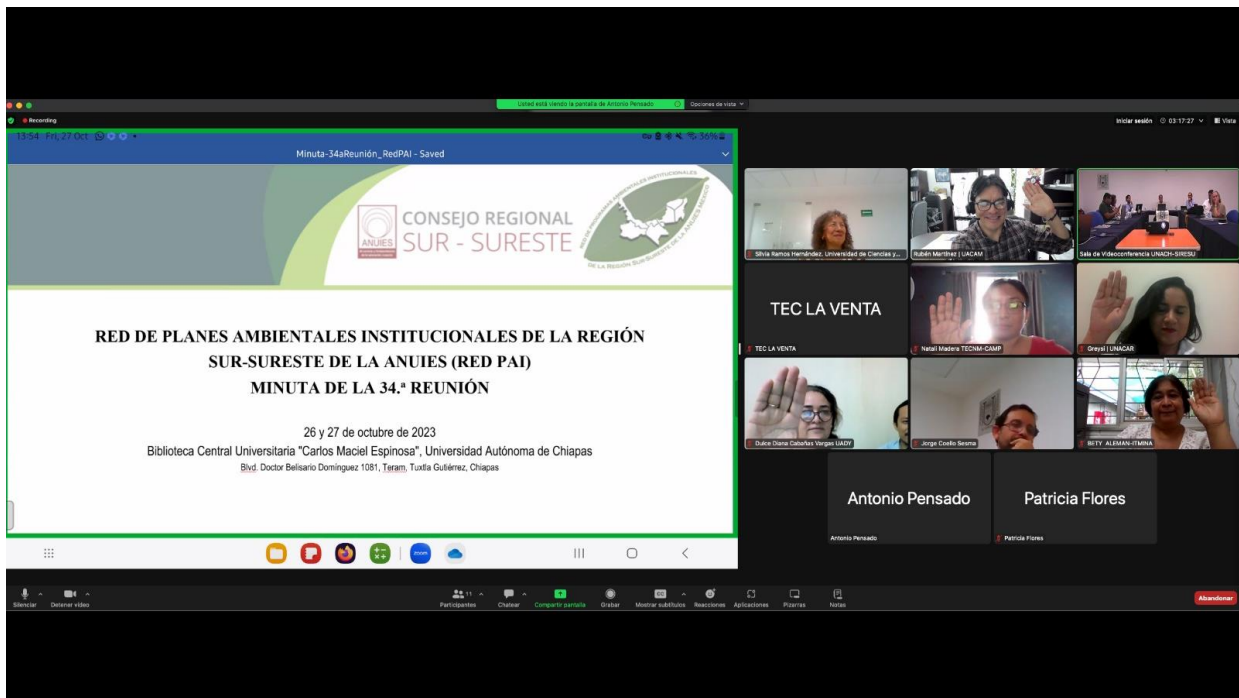 Usted está viendo la pantalla de Antonio Pensado
Opciones de vista
Recording
Iniciar sesión
03:17:27
Vista
13:54 Fri, 27 Oct
36%
Minuta-34aReunión_RedPAI - Saved
ANUIES
CONSEJO REGIONAL
SUR - SURESTE
RED DE PLANES AMBIENTALES INSTITUCIONALES DE LA REGIÓN
SUR-SURESTE DE LA ANUIES (RED PAI)
MINUTA DE LA 34.ª REUNIÓN
26 y 27 de octubre de 2023
Biblioteca Central Universitaria "Carlos Maciel Espinosa", Universidad Autónoma de Chiapas
Blvd. Doctor Belisario Domínguez 1081, Teram, Tuxtla Gutiérrez, Chiapas
zoom
Silvia Ramos Hernández. Universidad de Ciencias y...
Rubén Martínez | UACAM
Sala de Videoconferencia UNACH-SIRESU
TEC LA VENTA
TEC LA VENTA
Natalí Madera TECNM-CAMP
Greysi | UNACAR
Dulce Diana Cabañas Vargas UADY
Jorge Coello Sesma
BETY ALEMAN-ITMINA
Antonio Pensado
Patricia Flores
Antonio Pensado
Patricia Flores
Silenciar
Detener video
11
Participantes
Chatear
Compartir pantalla
Grabar
CC
Mostrar subtítulos
Reacciones
Aplicaciones
Pizarras
Notas
Abandonar